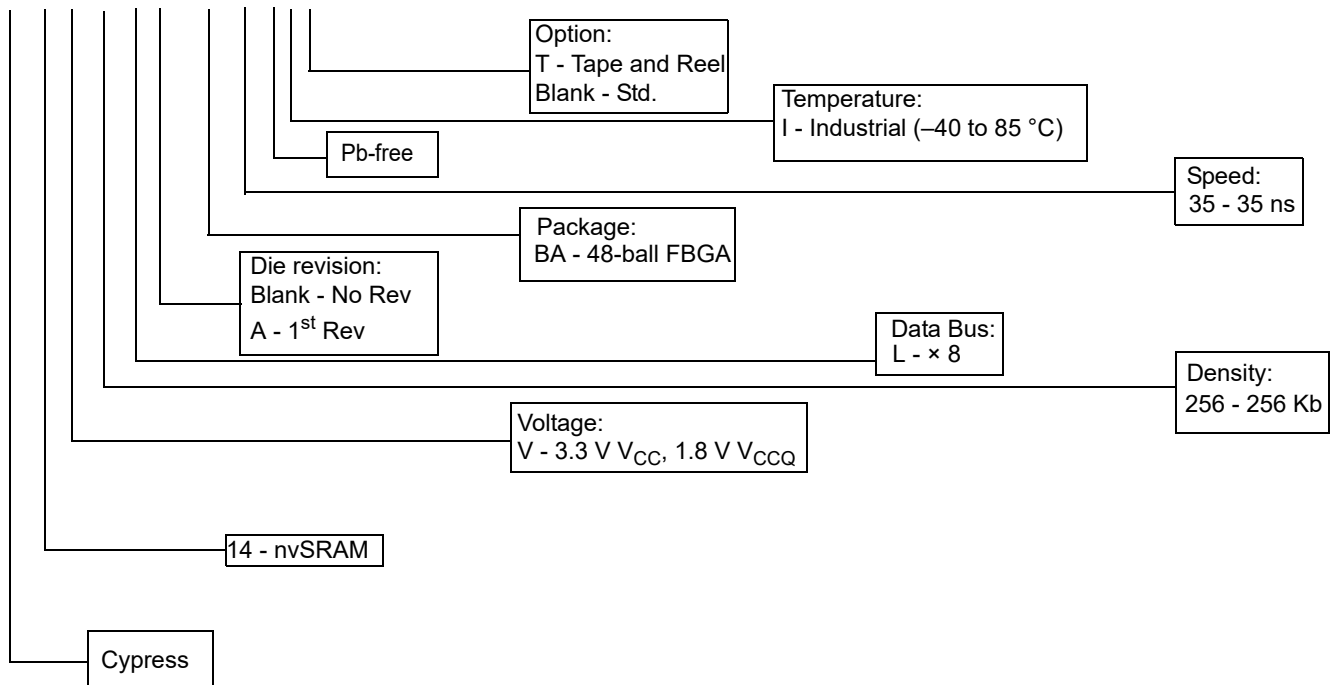 Option:
T - Tape and Reel
Blank - Std.
Temperature:
I - Industrial (–40 to 85 °C)
Pb-free
Speed:
35 - 35 ns
Package:
BA - 48-ball FBGA
Die revision:
Blank - No Rev
A - 1st Rev
Data Bus:
L - × 8
Density:
256 - 256 Kb
Voltage:
V - 3.3 V VCC, 1.8 V VCCQ
14 - nvSRAM
Cypress